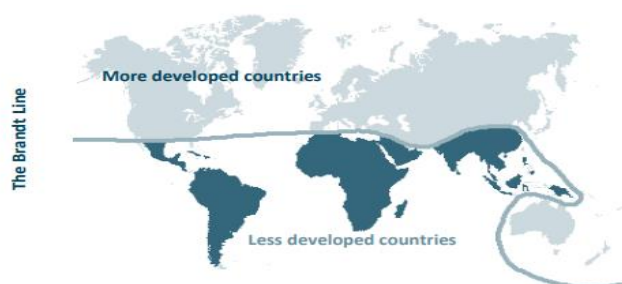 The Brandt Line
More developed countries
Less developed countries
h